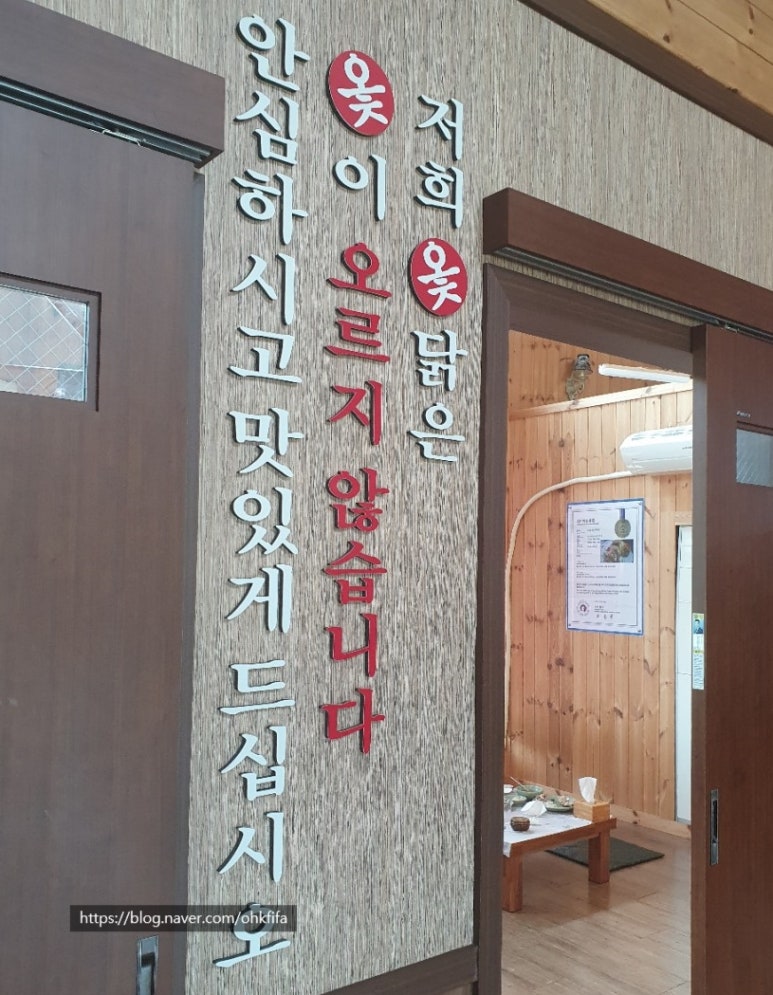 저희 옻닭은
옻이 오르지 않습니다
안심하시고 맛있게 드십시오
https://blog.naver.com/ohkfifa